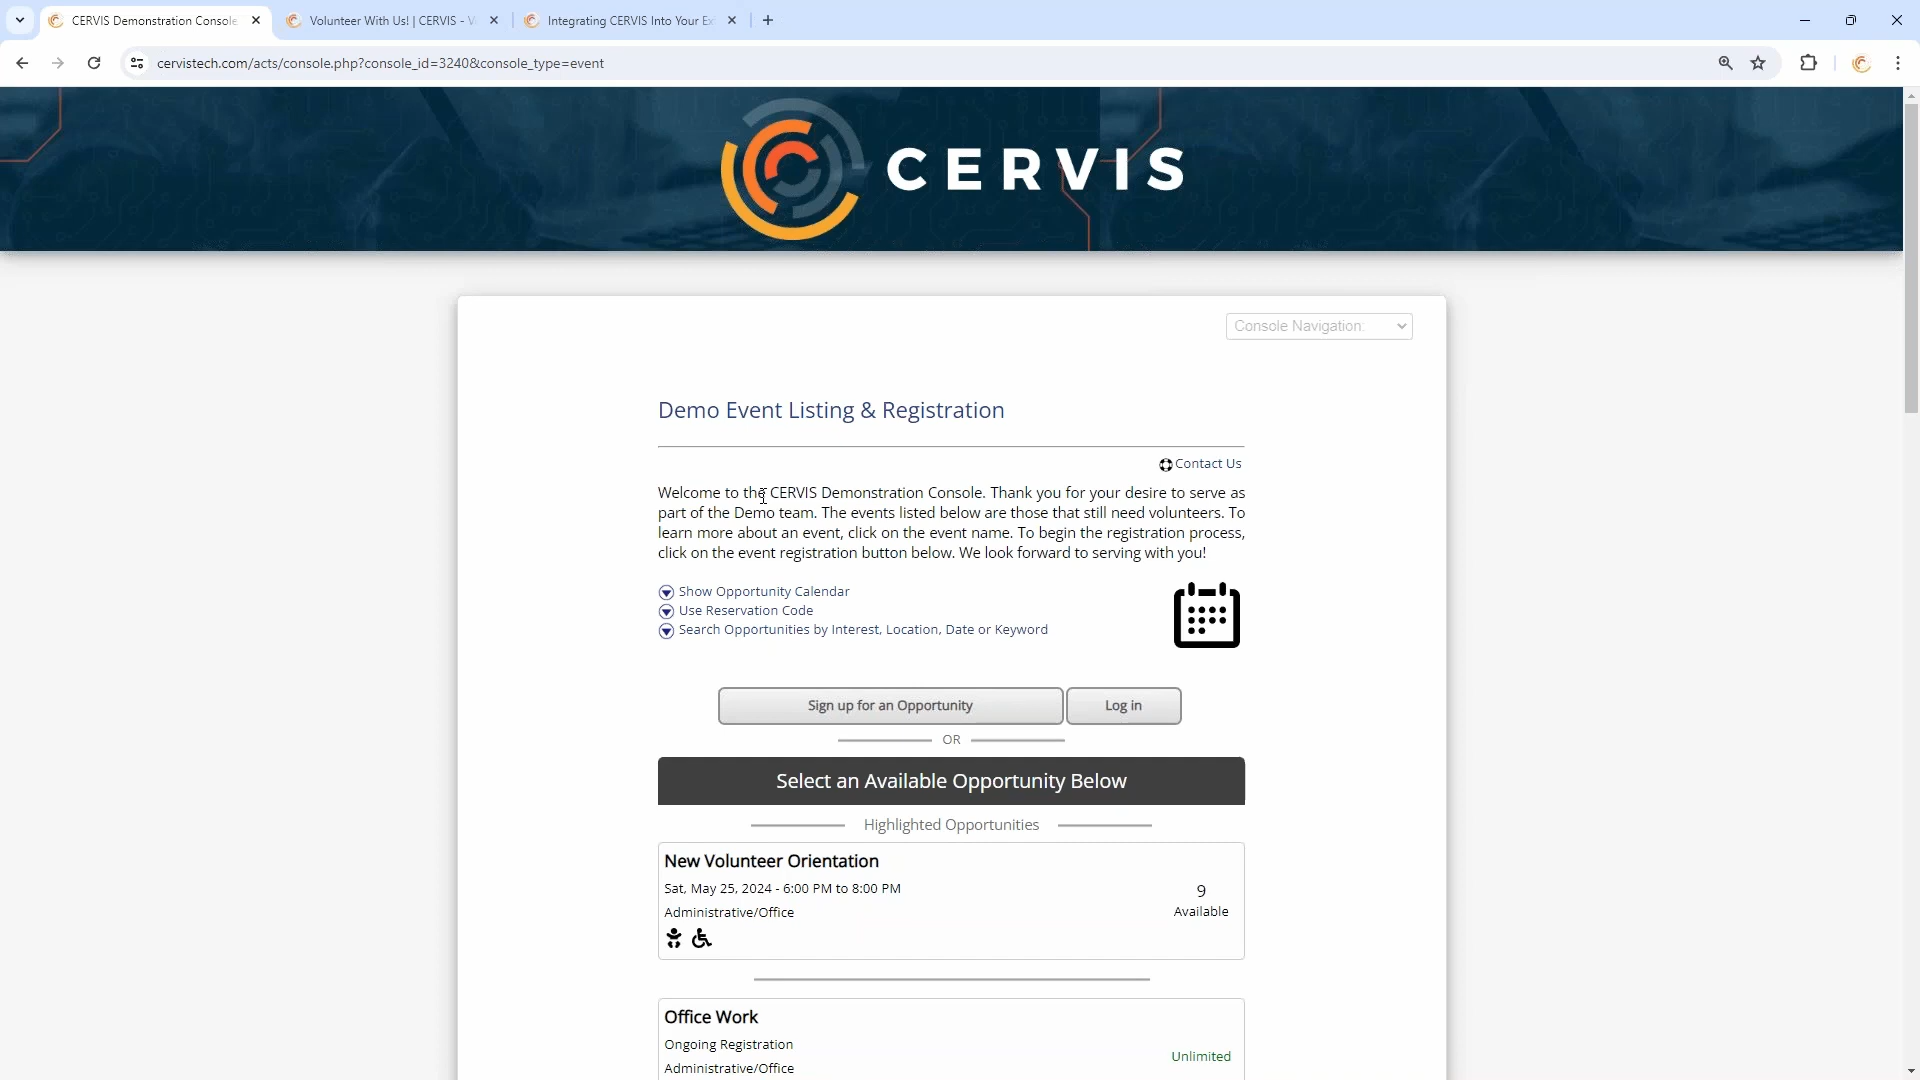 CERVIS Demonstration Console
Volunteer With Us! | CERVIS - V
Integrating CERVIS Into Your Ex
cervistech.com/acts/console.php?console_id=3240&console_type=event
CERVIS
Console Navigation:
Demo Event Listing & Registration
Contact Us
Welcome to the CERVIS Demonstration Console. Thank you for your desire to serve as
part of the Demo team. The events listed below are those that still need volunteers. To
learn more about an event, click on the event name. To begin the registration process,
click on the event registration button below. We look forward to serving with you!
Show Opportunity Calendar
Use Reservation Code
Search Opportunities by Interest, Location, Date or Keyword
Sign up for an Opportunity
Log in
OR
Select an Available Opportunity Below
Highlighted Opportunities
New Volunteer Orientation
Sat, May 25, 2024 - 6:00 PM to 8:00 PM
9
Administrative/Office
Available
Office Work
Ongoing Registration
Unlimited
Administrative/Office